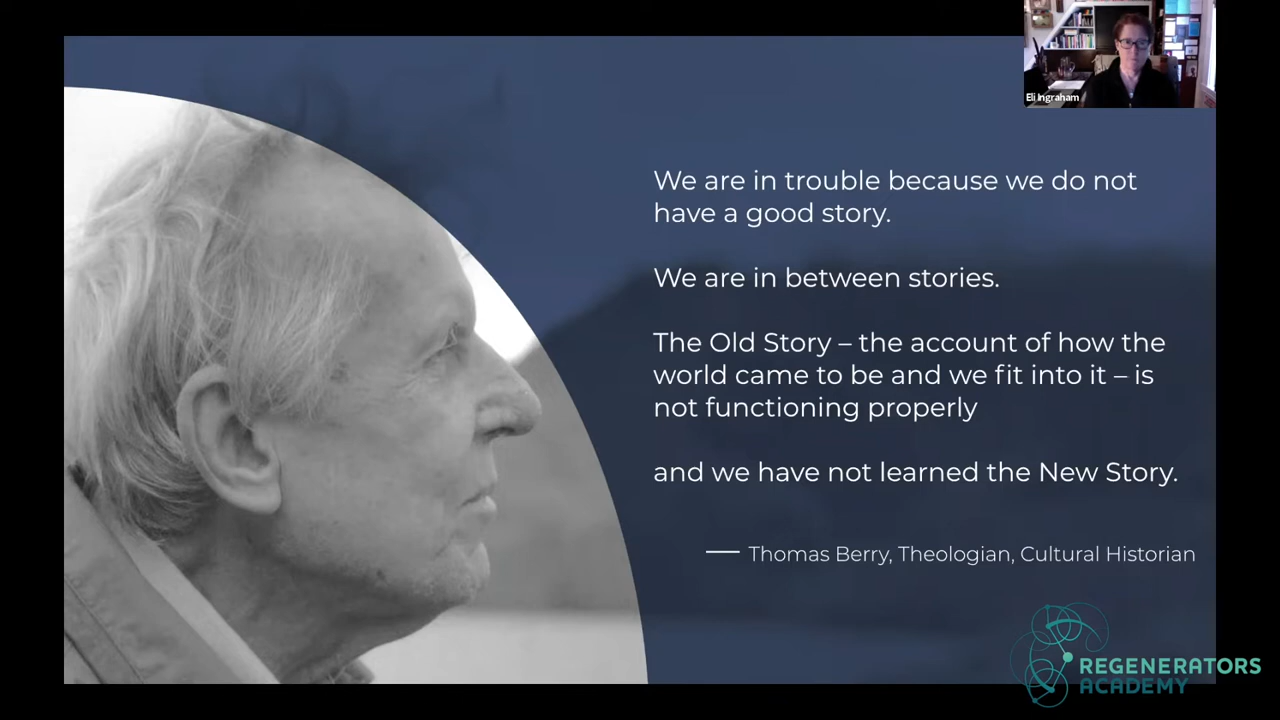 Eli Ingraham
We are in trouble because we do not
have a good story.
We are in between stories.
The Old Story – the account of how the
world came to be and we fit into it – is
not functioning properly
and we have not learned the New Story.
— Thomas Berry, Theologian, Cultural Historian
REGENERATORS
ACADEMY